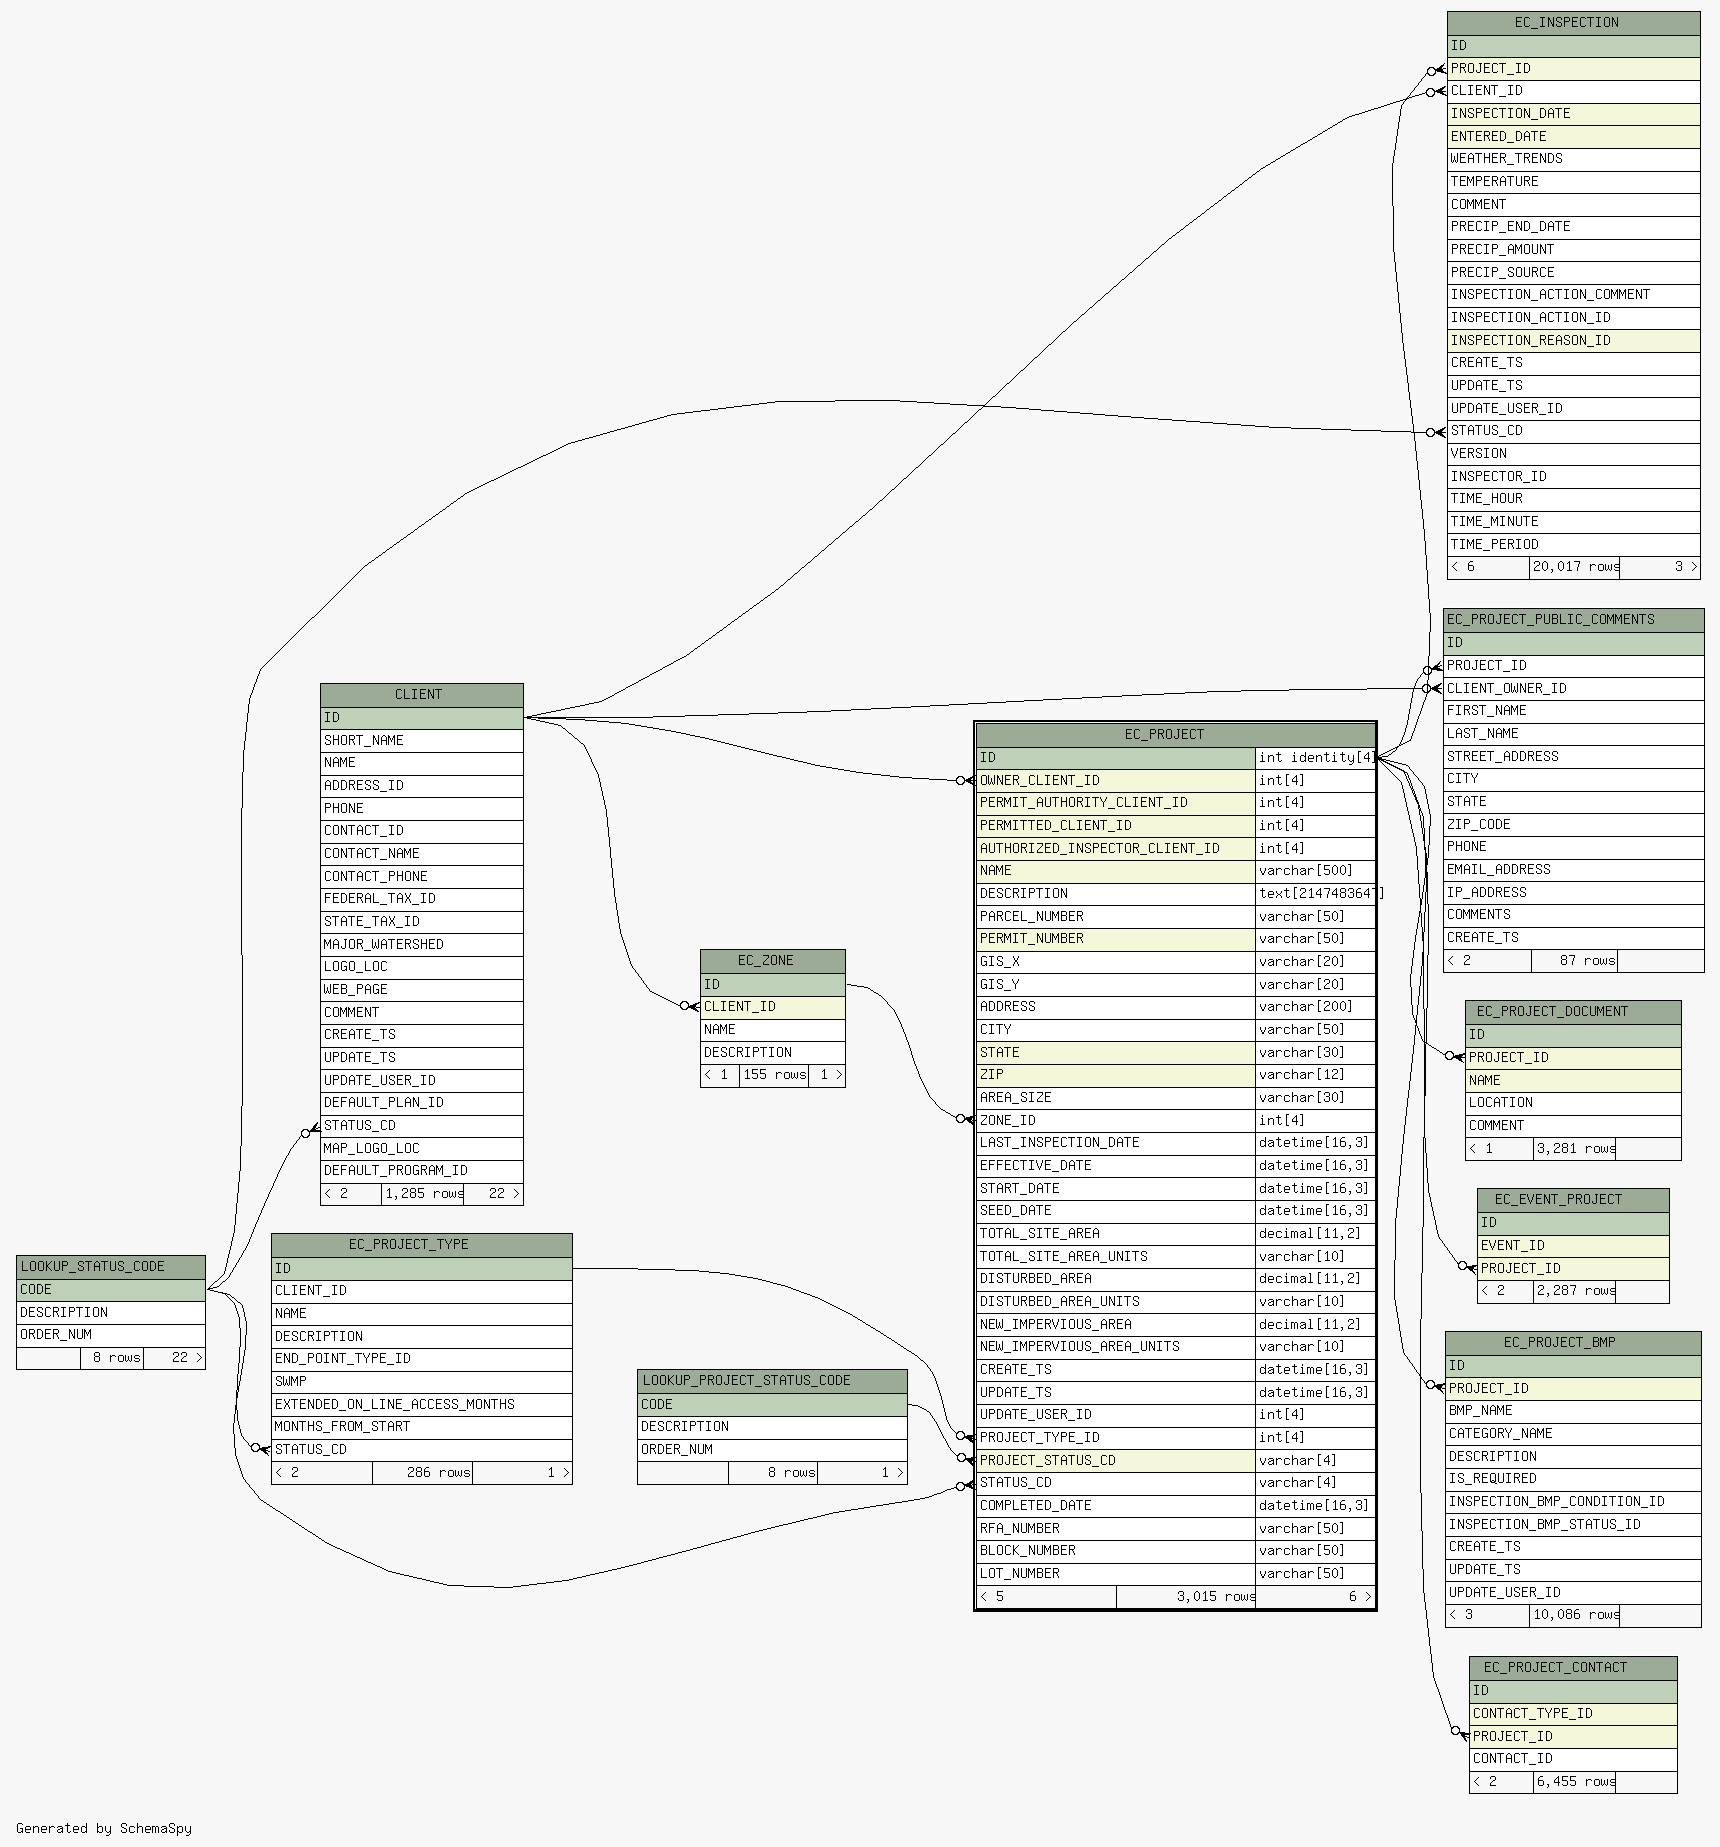 EC_INSPECTION
ID
PROJECT_ID
CLIENT_ID
INSPECTION_DATE
ENTERED_DATE
WEATHER_TRENDS
TEMPERATURE
COMMENT
PRECIP_END_DATE
PRECIP_AMOUNT
PRECIP_SOURCE
INSPECTION_ACTION_COMMENT
INSPECTION_ACTION_ID
INSPECTION_REASON_ID
CREATE_TS
UPDATE_TS
UPDATE_USER_ID
STATUS_CD
VERSION
INSPECTOR_ID
TIME_HOUR
TIME_MINUTE
TIME_PERIOD
< 6 20,017 rows 3 >
EC_PROJECT_PUBLIC_COMMENTS
ID
PROJECT_ID
CLIENT_OWNER_ID
FIRST_NAME
LAST_NAME
STREET_ADDRESS
CITY
STATE
ZIP_CODE
PHONE
EMAIL_ADDRESS
IP_ADDRESS
COMMENTS
CREATE_TS
< 2 87 rows
CLIENT
ID
SHORT_NAME
NAME
ADDRESS_ID
PHONE
CONTACT_ID
CONTACT_NAME
CONTACT_PHONE
FEDERAL_TAX_ID
STATE_TAX_ID
MAJOR_WATERSHED
LOGO_LOC
WEB_PAGE
COMMENT
CREATE_TS
UPDATE_TS
UPDATE_USER_ID
DEFAULT_PLAN_ID
STATUS_CD
MAP_LOGO_LOC
DEFAULT_PROGRAM_ID
< 2 1,285 rows 22 >
EC_ZONE
ID
CLIENT_ID
NAME
DESCRIPTION
< 1 155 rows 1 >
EC_PROJECT
ID int identity[4]
OWNER_CLIENT_ID int[4]
PERMIT_AUTHORITY_CLIENT_ID int[4]
PERMITTED_CLIENT_ID int[4]
AUTHORIZED_INSPECTOR_CLIENT_ID int[4]
NAME varchar[500]
DESCRIPTION text[2147483647]
PARCEL_NUMBER varchar[50]
PERMIT_NUMBER varchar[50]
GIS_X varchar[20]
GIS_Y varchar[20]
ADDRESS varchar[200]
CITY varchar[50]
STATE varchar[30]
ZIP varchar[12]
AREA_SIZE varchar[30]
ZONE_ID int[4]
LAST_INSPECTION_DATE datetime[16,3]
EFFECTIVE_DATE datetime[16,3]
START_DATE datetime[16,3]
SEED_DATE datetime[16,3]
TOTAL_SITE_AREA decimal[11,2]
TOTAL_SITE_AREA_UNITS varchar[10]
DISTURBED_AREA decimal[11,2]
DISTURBED_AREA_UNITS varchar[10]
NEW_IMPERVIOUS_AREA decimal[11,2]
NEW_IMPERVIOUS_AREA_UNITS varchar[10]
CREATE_TS datetime[16,3]
UPDATE_TS datetime[16,3]
UPDATE_USER_ID int[4]
PROJECT_TYPE_ID int[4]
PROJECT_STATUS_CD varchar[4]
STATUS_CD varchar[4]
COMPLETED_DATE datetime[16,3]
RFA_NUMBER varchar[50]
BLOCK_NUMBER varchar[50]
LOT_NUMBER varchar[50]
< 5 3,015 rows 6 >
EC_PROJECT_DOCUMENT
ID
PROJECT_ID
NAME
LOCATION
COMMENT
< 1 3,281 rows
EC_EVENT_PROJECT
ID
EVENT_ID
PROJECT_ID
< 2 2,287 rows
LOOKUP_STATUS_CODE
CODE
DESCRIPTION
ORDER_NUM
8 rows 22 >
EC_PROJECT_TYPE
ID
CLIENT_ID
NAME
DESCRIPTION
END_POINT_TYPE_ID
SWMP
EXTENDED_ON_LINE_ACCESS_MONTHS
MONTHS_FROM_START
STATUS_CD
< 2 286 rows 1 >
LOOKUP_PROJECT_STATUS_CODE
CODE
DESCRIPTION
ORDER_NUM
8 rows 1 >
EC_PROJECT_BMP
ID
PROJECT_ID
BMP_NAME
CATEGORY_NAME
DESCRIPTION
IS_REQUIRED
INSPECTION_BMP_CONDITION_ID
INSPECTION_BMP_STATUS_ID
CREATE_TS
UPDATE_TS
UPDATE_USER_ID
< 3 10,086 rows
EC_PROJECT_CONTACT
ID
CONTACT_TYPE_ID
PROJECT_ID
CONTACT_ID
< 2 6,455 rows
Generated by SchemaSpy